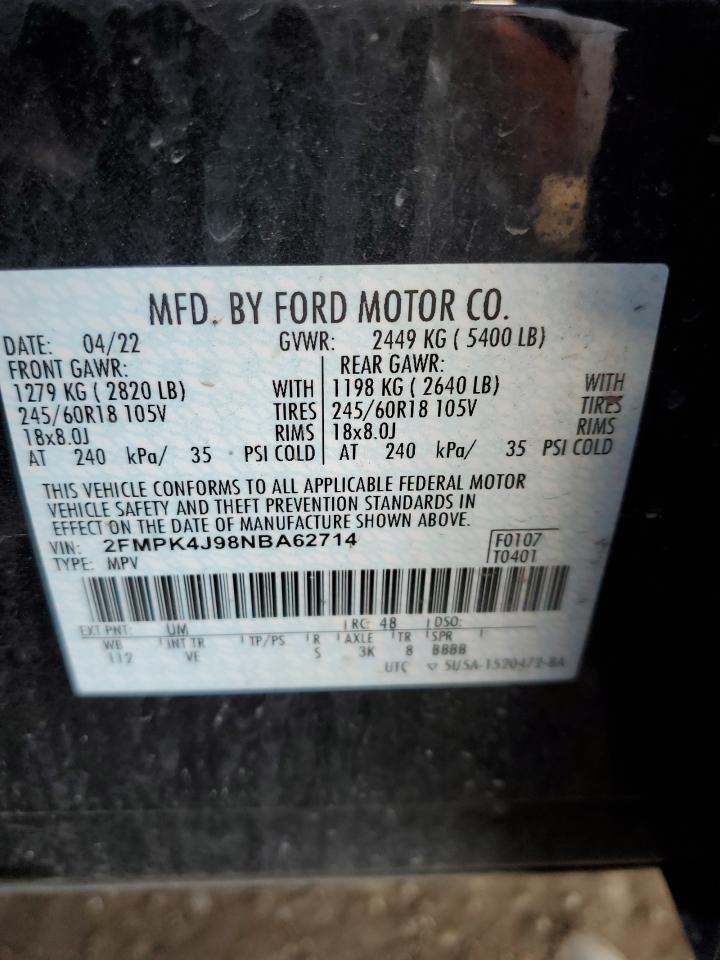 MFD. BY FORD MOTOR CO.
DATE: 04/22 GVWR: 2449 KG ( 5400 LB)
FRONT GAWR: REAR GAWR:
1279 KG ( 2820 LB) WITH 1198 KG ( 2640 LB) WITH
245/60R18 105V TIRES 245/60R18 105V TIRES
18x8.0J RIMS 18x8.0J RIMS
AT 240 kPa/ 35 PSI COLD AT 240 kPa/ 35 PSI COLD
THIS VEHICLE CONFORMS TO ALL APPLICABLE FEDERAL MOTOR
VEHICLE SAFETY AND THEFT PREVENTION STANDARDS IN
EFFECT ON THE DATE OF MANUFACTURE SHOWN ABOVE.
VIN: 2FMPK4J98NBA62714 F0107
TYPE: MPV T0401
EXT PNT: UM RC: 48 DSO:
WB INT TR TP/PS R AXLE TR SPR
112 VE S 3K 8 BBBB
UTC ▽ 5U5A-1520472-BA